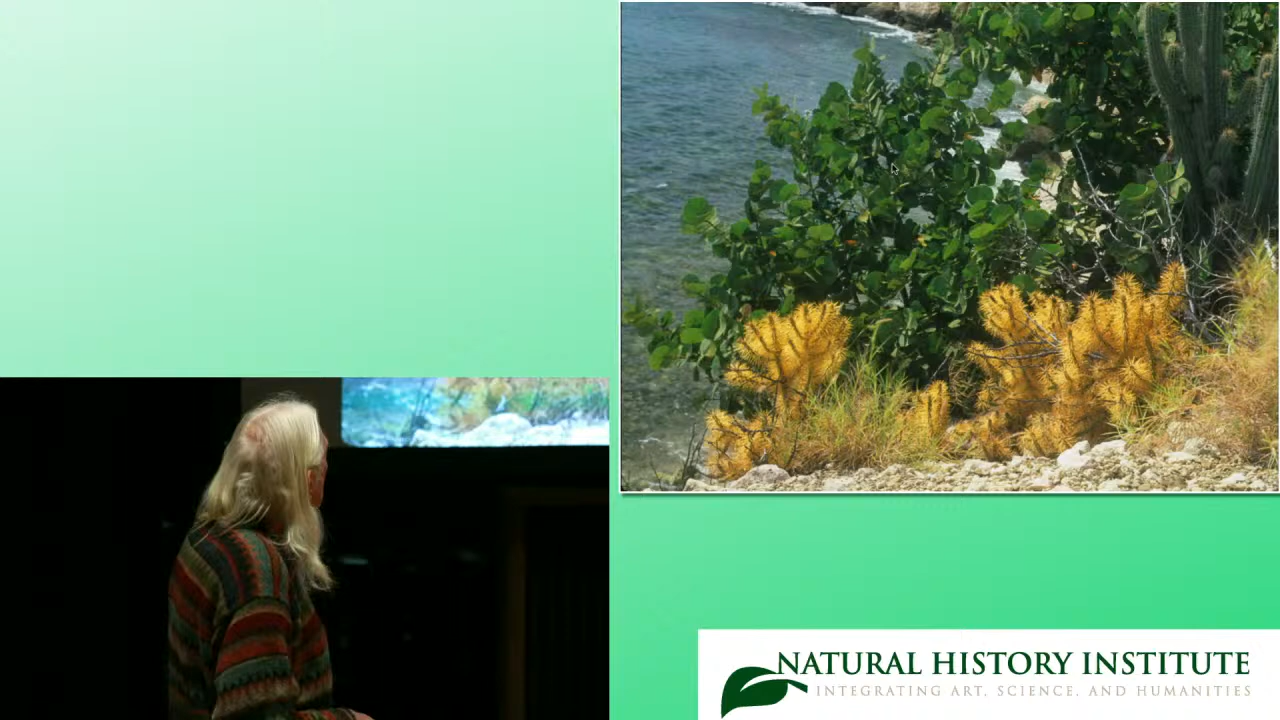 NATURAL HISTORY INSTITUTE
INTEGRATING ART, SCIENCE, AND HUMANITIES